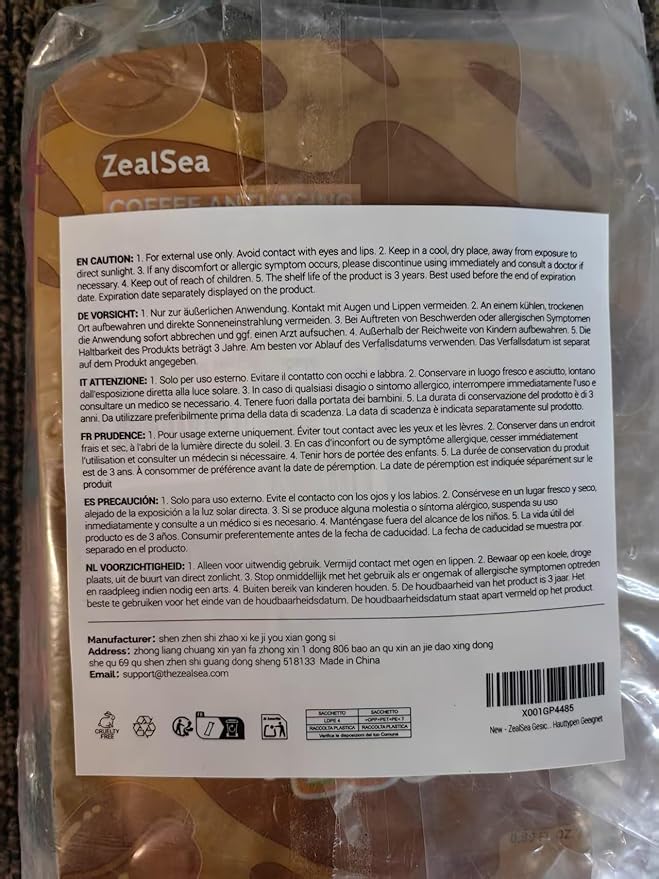 ZealSea
COFFEE ANTI-AGING
EN CAUTION: 1. For external use only. Avoid contact with eyes and lips. 2. Keep in a cool, dry place, away from exposure to
direct sunlight. 3. If any discomfort or allergic symptom occurs, please discontinue using immediately and consult a doctor if
necessary. 4. Keep out of reach of children. 5. The shelf life of the product is 3 years. Best used before the end of expiration
date. Expiration date separately displayed on the product.
DE VORSICHT: 1. Nur zur äußerlichen Anwendung. Kontakt mit Augen und Lippen vermeiden. 2. An einem kühlen, trockenen
Ort aufbewahren und direkte Sonneneinstrahlung vermeiden. 3. Bei Auftreten von Beschwerden oder allergischen Symptomen
die Anwendung sofort abbrechen und ggf. einen Arzt aufsuchen. 4. Außerhalb der Reichweite von Kindern aufbewahren. 5. Die
Haltbarkeit des Produkts beträgt 3 Jahre. Am besten vor Ablauf des Verfallsdatums verwenden. Das Verfallsdatum ist separat
auf dem Produkt angegeben.
IT ATTENZIONE: 1. Solo per uso esterno. Evitare il contatto con occhi e labbra. 2. Conservare in luogo fresco e asciutto, lontano
dall'esposizione diretta alla luce solare. 3. In caso di qualsiasi disagio o sintomo allergico, interrompere immediatamente l'uso e
consultare un medico se necessario. 4. Tenere fuori dalla portata dei bambini. 5. La durata di conservazione del prodotto è di 3
anni. Da utilizzare preferibilmente prima della data di scadenza. La data di scadenza è indicata separatamente sul prodotto.
FR PRUDENCE: 1. Pour usage externe uniquement. Éviter tout contact avec les yeux et les lèvres. 2. Conserver dans un endroit
frais et sec, à l'abri de la lumière directe du soleil. 3. En cas d'inconfort ou de symptôme allergique, cesser immédiatement
l'utilisation et consulter un médecin si nécessaire. 4. Tenir hors de portée des enfants. 5. La durée de conservation du produit
est de 3 ans. À consommer de préférence avant la date de péremption. La date de péremption est indiquée séparément sur le
produit
ES PRECAUCIÓN: 1. Solo para uso externo. Evite el contacto con los ojos y los labios. 2. Consérvese en un lugar fresco y seco,
alejado de la exposición a la luz solar directa. 3. Si se produce alguna molestia o síntoma alérgico, suspenda su uso
inmediatamente y consulte a un médico si es necesario. 4. Manténgase fuera del alcance de los niños. 5. La vida útil del
producto es de 3 años. Consumir preferentemente antes de la fecha de caducidad. La fecha de caducidad se muestra por
separado en el producto.
NL VOORZICHTIGHEID: 1. Alleen voor uitwendig gebruik. Vermijd contact met ogen en lippen. 2. Bewaar op een koele, droge
plaats, uit de buurt van direct zonlicht. 3. Stop onmiddellijk met het gebruik als er ongemak of allergische symptomen optreden
en raadpleeg indien nodig een arts. 4. Buiten bereik van kinderen houden. 5. De houdbaarheid van het product is 3 jaar. Het
beste te gebruiken voor het einde van de houdbaarheidsdatum. De houdbaarheidsdatum staat apart vermeld op het product.
Manufacturer: shen zhen shi zhao xi ke ji you xian gong si
Address: zhong liang chuang xin yan fa zhong xin 1 dong 806 bao an qu xin an jie dao xing dong
she qu 69 qu shen zhen shi guang dong sheng 518133 Made in China
Email: support@thezealsea.com
X001GP4485
New - ZealSea Gesic... Hauttypen Geeignet
CRUELTY
FREE
FR
SACCHETTO SACCHETTO
LDPE 4 >OPP+PET+PE< 7
RACCOLTA PLASTICA RACCOLTA PLASTICA
Verifica le disposizioni del tuo Comune
FL OZ